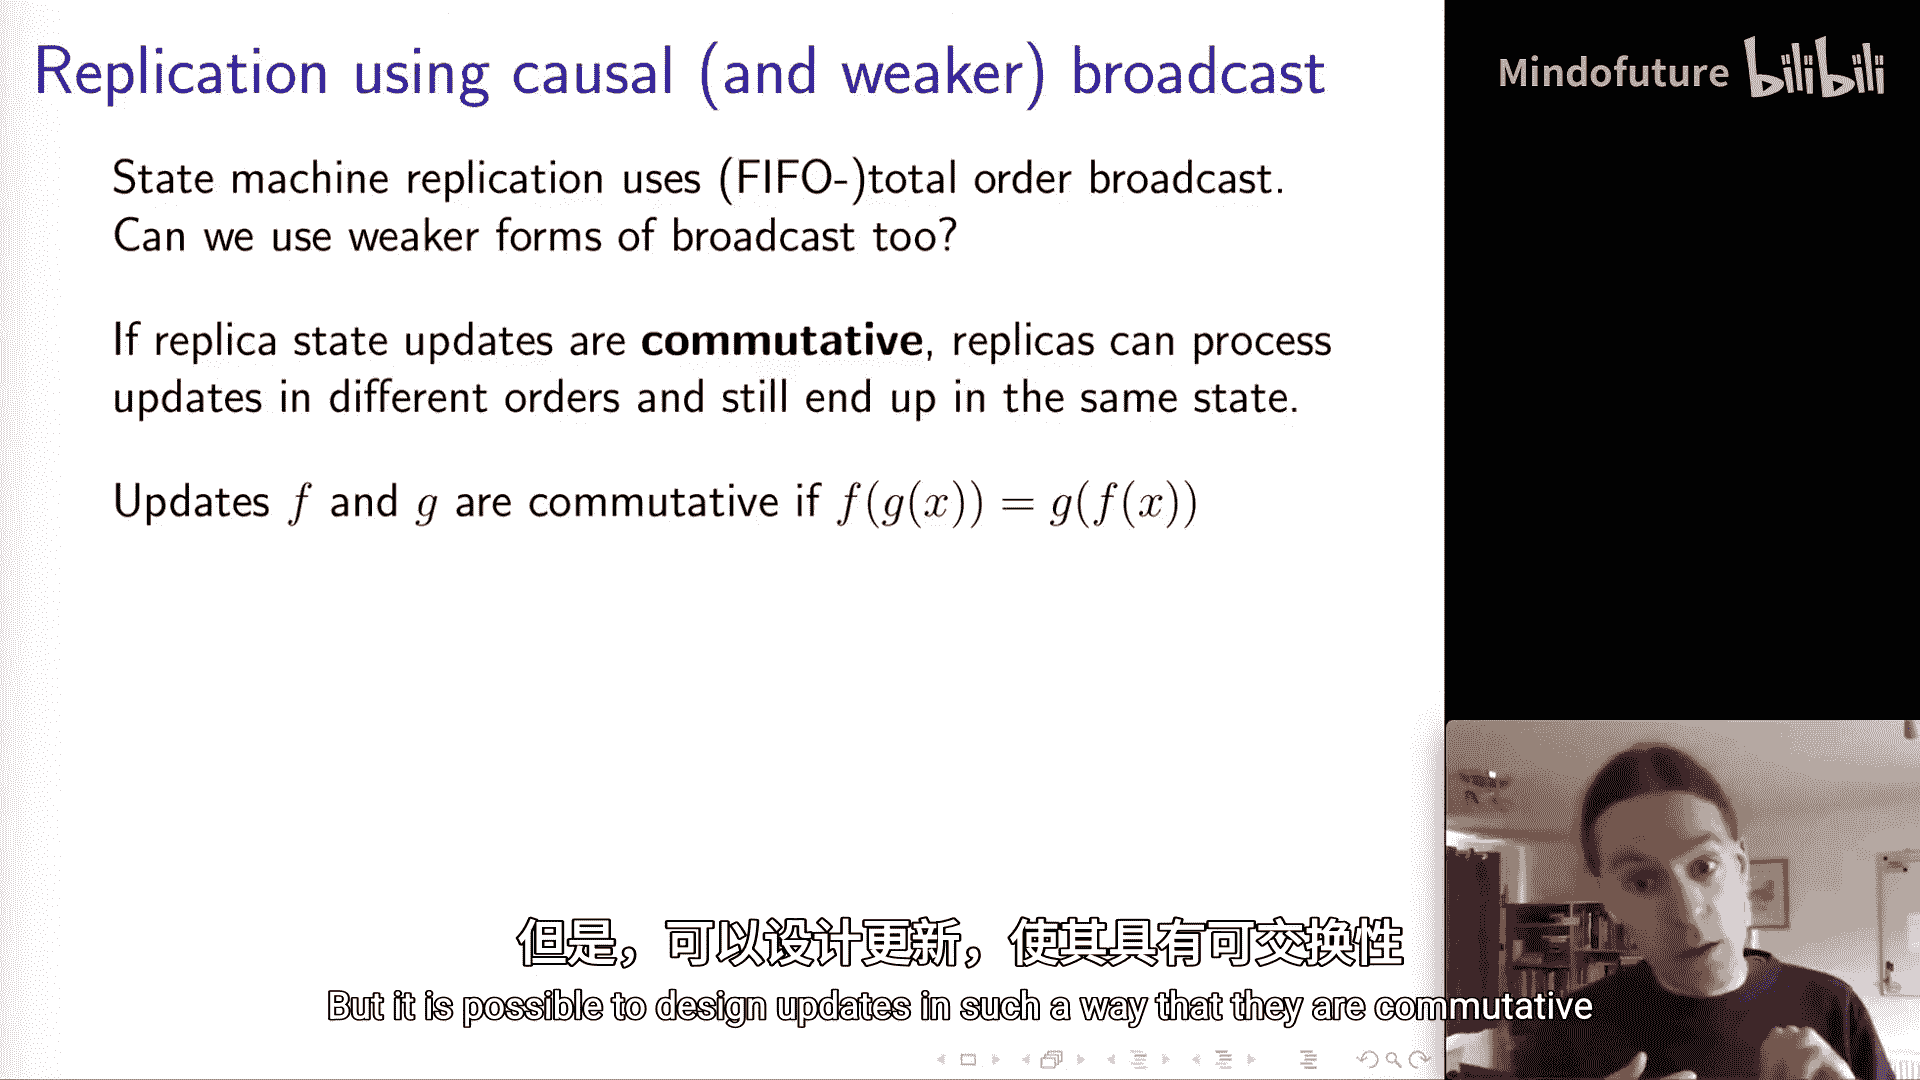 Replication using causal (and weaker) broadcast
Mindofuture bilibili
State machine replication uses (FIFO-)total order broadcast.
Can we use weaker forms of broadcast too?
If replica state updates are commutative, replicas can process
updates in different orders and still end up in the same state.
Updates f and g are commutative if f(g(x)) = g(f(x))
但是，可以设计更新，使其具有可交换性
But it is possible to design updates in such a way that they are commutative